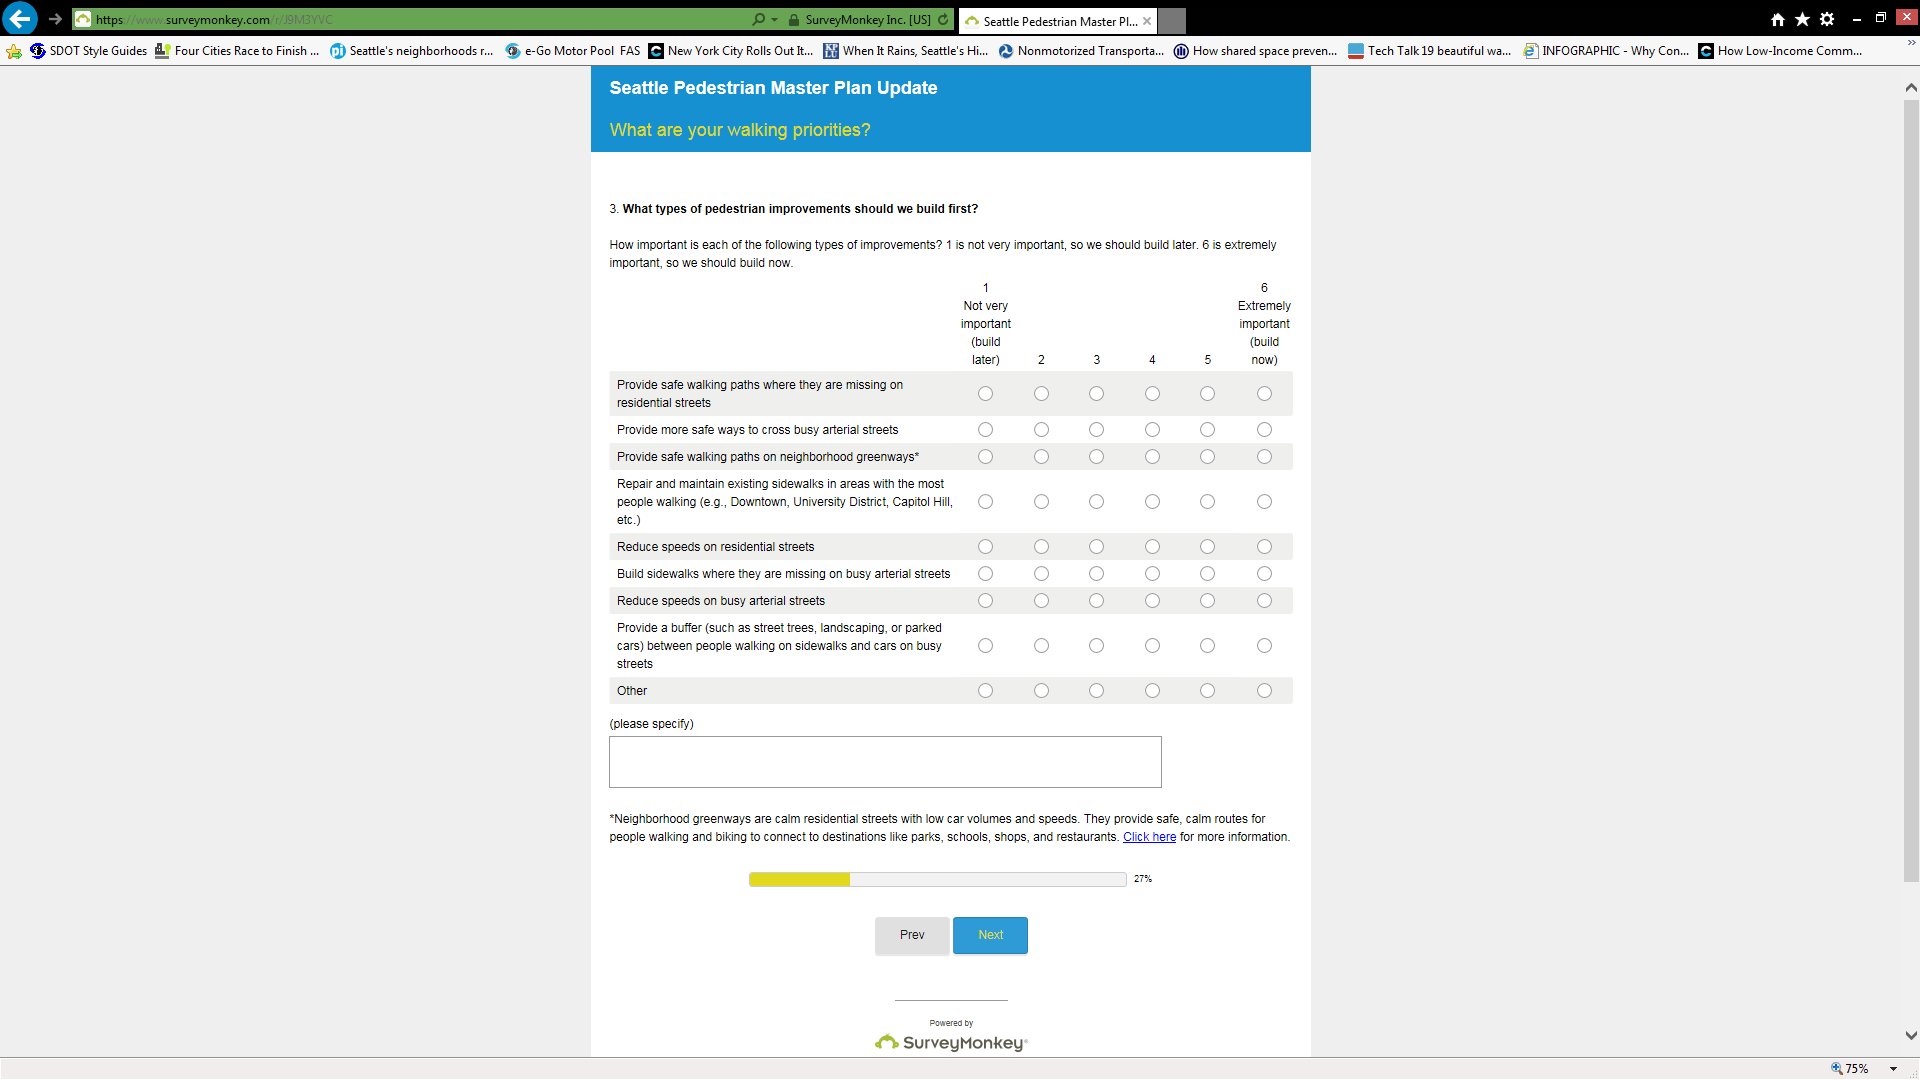 https://www.surveymonkey.com/r/J9M3YVC
SurveyMonkey Inc. [US]
Seattle Pedestrian Master Pl...
SDOT Style Guides
Four Cities Race to Finish ...
Seattle's neighborhoods r...
e-Go Motor Pool FAS
New York City Rolls Out It...
When It Rains, Seattle's Hi...
Nonmotorized Transporta...
How shared space preven...
Tech Talk 19 beautiful wa...
INFOGRAPHIC - Why Con...
How Low-Income Comm...
Seattle Pedestrian Master Plan Update
What are your walking priorities?
3. What types of pedestrian improvements should we build first?
How important is each of the following types of improvements? 1 is not very important, so we should build later. 6 is extremely
important, so we should build now.
1
Not very
important
(build
later)
2
3
4
5
6
Extremely
important
(build
now)
Provide safe walking paths where they are missing on
residential streets
Provide more safe ways to cross busy arterial streets
Provide safe walking paths on neighborhood greenways*
Repair and maintain existing sidewalks in areas with the most
people walking (e.g., Downtown, University District, Capitol Hill,
etc.)
Reduce speeds on residential streets
Build sidewalks where they are missing on busy arterial streets
Reduce speeds on busy arterial streets
Provide a buffer (such as street trees, landscaping, or parked
cars) between people walking on sidewalks and cars on busy
streets
Other
(please specify)
*Neighborhood greenways are calm residential streets with low car volumes and speeds. They provide safe, calm routes for
people walking and biking to connect to destinations like parks, schools, shops, and restaurants. Click here for more information.
27%
Prev
Next
Powered by
SurveyMonkey
75%